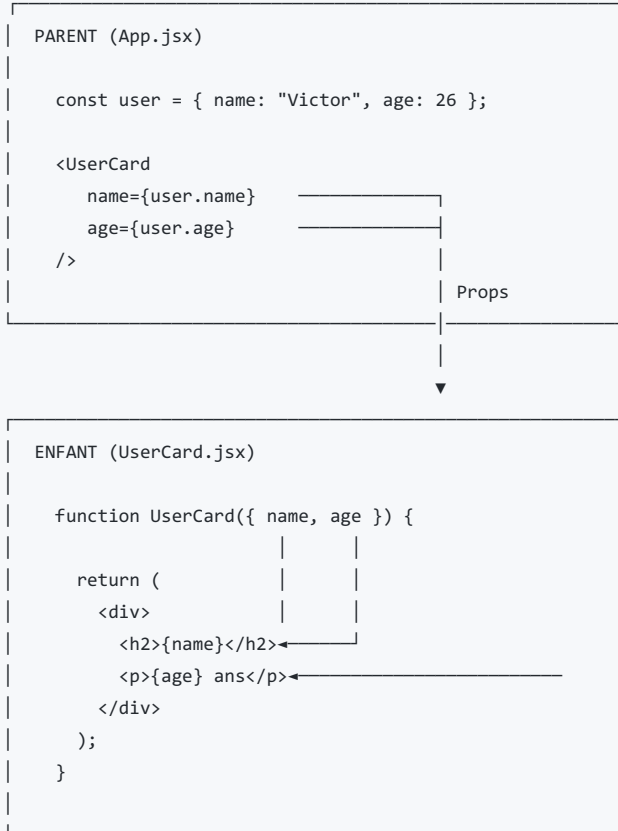 PARENT (App.jsx)
const user = { name: "Victor", age: 26 };
<UserCard
name={user.name}
age={user.age}
/>
Props
ENFANT (UserCard.jsx)
function UserCard({ name, age }) {
return (
<div>
<h2>{name}</h2>
<p>{age} ans</p>
</div>
);
}